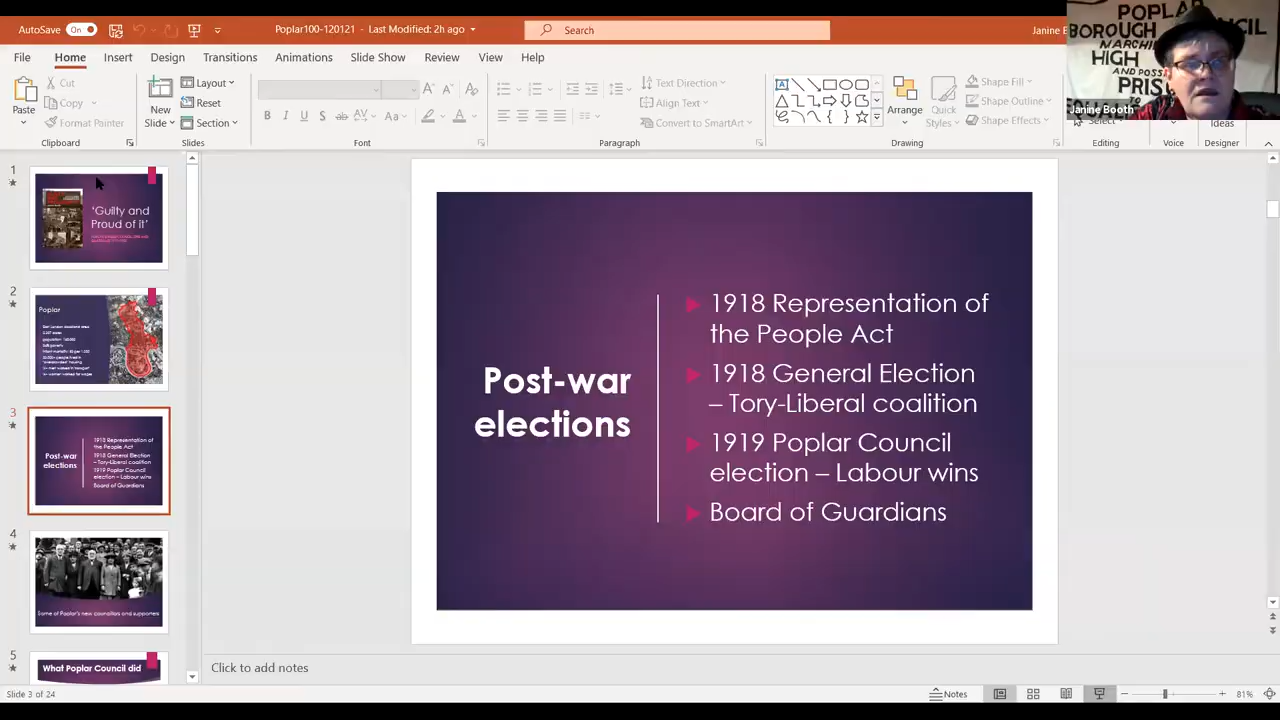 AutoSave On
Poplar100-120121 - Last Modified: 2h ago
Search
Janine
File Home Insert Design Transitions Animations Slide Show Review View Help
Paste
Cut
Copy
Format Painter
Clipboard
New Slide
Layout
Reset
Section
Slides
Font
Text Direction
Align Text
Convert to SmartArt
Paragraph
Arrange
Quick Styles
Shape Fill
Shape Outline
Shape Effects
Drawing
Select
Editing
Voice
Ideas
Designer
POPLAR
BOROUGH COUNCIL
MARCHING
HIGH
AND POSS
PRIS
Janine Booth
1
'Guilty and
Proud of it'
2
Poplar
3
Post-war
elections
1918 Representation of
the People Act
1918 General Election
– Tory-Liberal coalition
1919 Poplar Council
election – Labour wins
Board of Guardians
4
Some of Poplar's new councillors and supporters
5
What Poplar Council did
Post-war
elections
1918 Representation of
the People Act
1918 General Election
– Tory-Liberal coalition
1919 Poplar Council
election – Labour wins
Board of Guardians
Click to add notes
Slide 3 of 24
Notes
81%